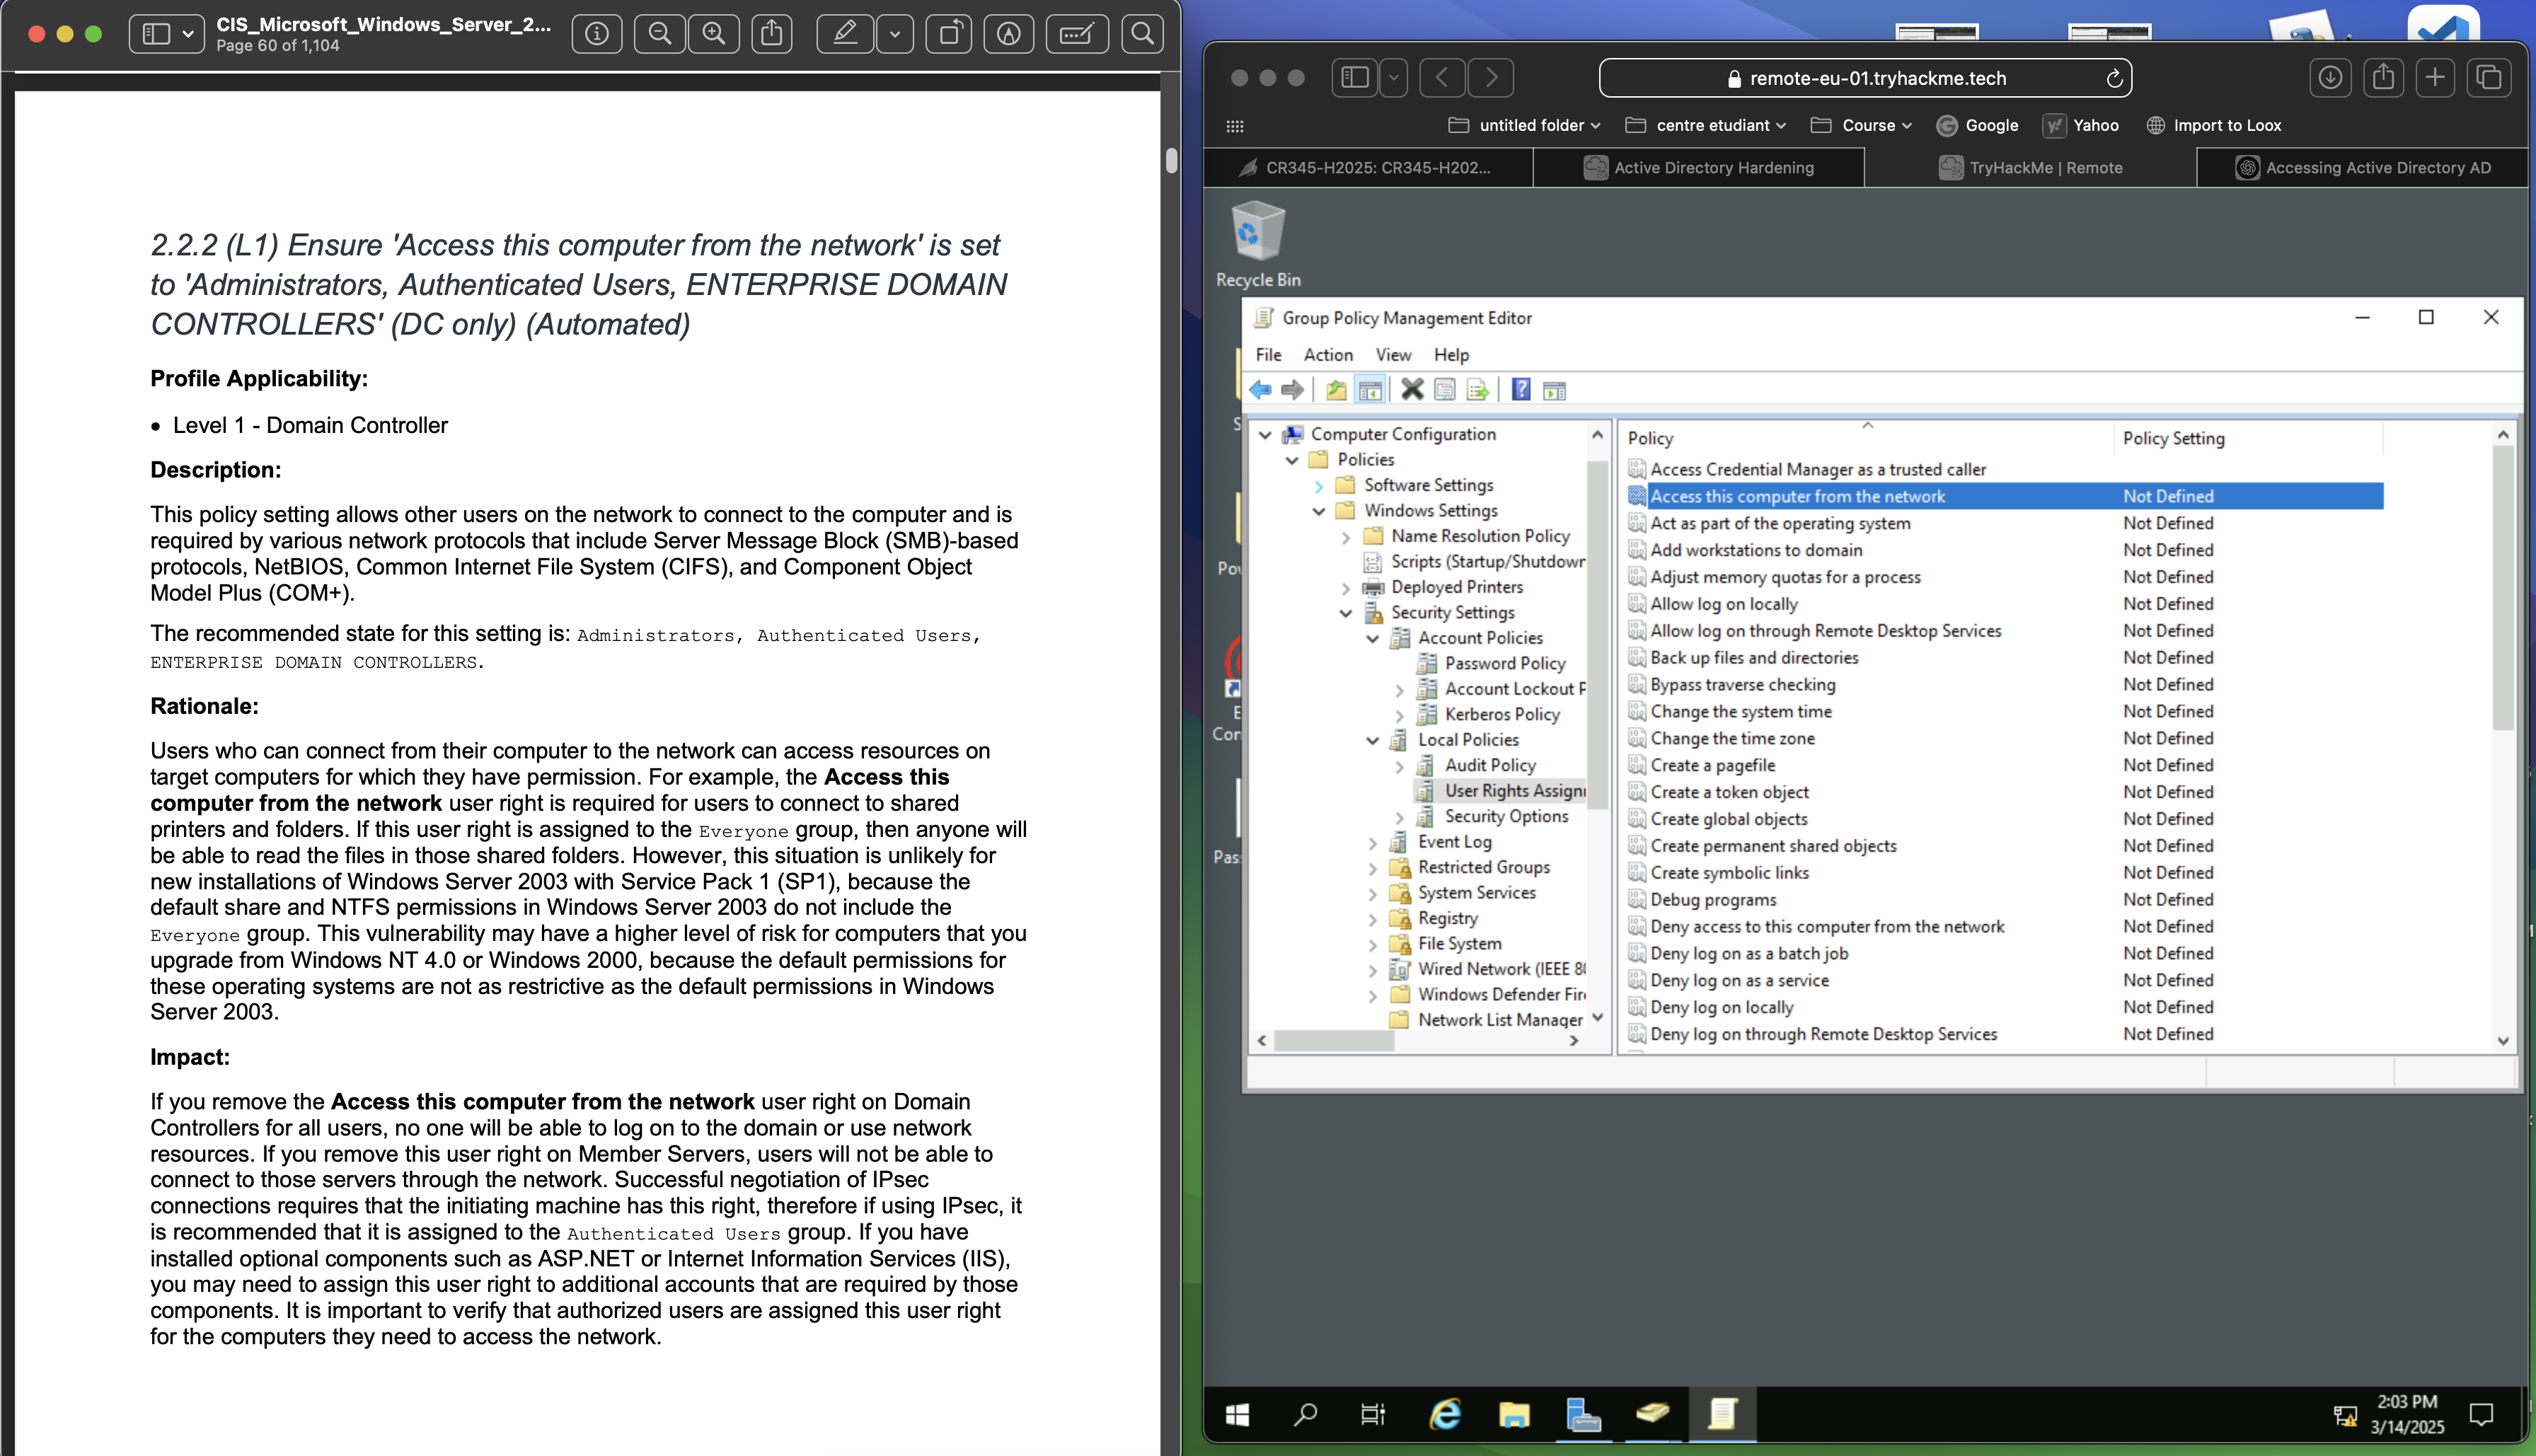 CIS_Microsoft_Windows_Server_2...
Page 60 of 1,104
2.2.2 (L1) Ensure 'Access this computer from the network' is set
to 'Administrators, Authenticated Users, ENTERPRISE DOMAIN
CONTROLLERS' (DC only) (Automated)
Profile Applicability:
• Level 1 - Domain Controller
Description:
This policy setting allows other users on the network to connect to the computer and is
required by various network protocols that include Server Message Block (SMB)-based
protocols, NetBIOS, Common Internet File System (CIFS), and Component Object
Model Plus (COM+).
The recommended state for this setting is: Administrators, Authenticated Users,
ENTERPRISE DOMAIN CONTROLLERS.
Rationale:
Users who can connect from their computer to the network can access resources on
target computers for which they have permission. For example, the Access this
computer from the network user right is required for users to connect to shared
printers and folders. If this user right is assigned to the Everyone group, then anyone will
be able to read the files in those shared folders. However, this situation is unlikely for
new installations of Windows Server 2003 with Service Pack 1 (SP1), because the
default share and NTFS permissions in Windows Server 2003 do not include the
Everyone group. This vulnerability may have a higher level of risk for computers that you
upgrade from Windows NT 4.0 or Windows 2000, because the default permissions for
these operating systems are not as restrictive as the default permissions in Windows
Server 2003.
Impact:
If you remove the Access this computer from the network user right on Domain
Controllers for all users, no one will be able to log on to the domain or use network
resources. If you remove this user right on Member Servers, users will not be able to
connect to those servers through the network. Successful negotiation of IPsec
connections requires that the initiating machine has this right, therefore if using IPsec, it
is recommended that it is assigned to the Authenticated Users group. If you have
installed optional components such as ASP.NET or Internet Information Services (IIS),
you may need to assign this user right to additional accounts that are required by those
components. It is important to verify that authorized users are assigned this user right
for the computers they need to access the network.
remote-eu-01.tryhackme.tech
untitled folder
centre etudiant
Course
Google
Yahoo
Import to Loox
CR345-H2025: CR345-H202...
Active Directory Hardening
TryHackMe | Remote
Accessing Active Directory AD
Recycle Bin
Group Policy Management Editor
File Action View Help
Computer Configuration
Policies
Software Settings
Windows Settings
Name Resolution Policy
Scripts (Startup/Shutdown
Deployed Printers
Security Settings
Account Policies
Password Policy
Account Lockout P
Kerberos Policy
Local Policies
Audit Policy
User Rights Assign
Security Options
Event Log
Restricted Groups
System Services
Registry
File System
Wired Network (IEEE 80
Windows Defender Fire
Network List Manager
Policy Policy Setting
Access Credential Manager as a trusted caller
Access this computer from the network Not Defined
Act as part of the operating system Not Defined
Add workstations to domain Not Defined
Adjust memory quotas for a process Not Defined
Allow log on locally Not Defined
Allow log on through Remote Desktop Services Not Defined
Back up files and directories Not Defined
Bypass traverse checking Not Defined
Change the system time Not Defined
Change the time zone Not Defined
Create a pagefile Not Defined
Create a token object Not Defined
Create global objects Not Defined
Create permanent shared objects Not Defined
Create symbolic links Not Defined
Debug programs Not Defined
Deny access to this computer from the network Not Defined
Deny log on as a batch job Not Defined
Deny log on as a service Not Defined
Deny log on locally Not Defined
Deny log on through Remote Desktop Services Not Defined
2:03 PM
3/14/2025